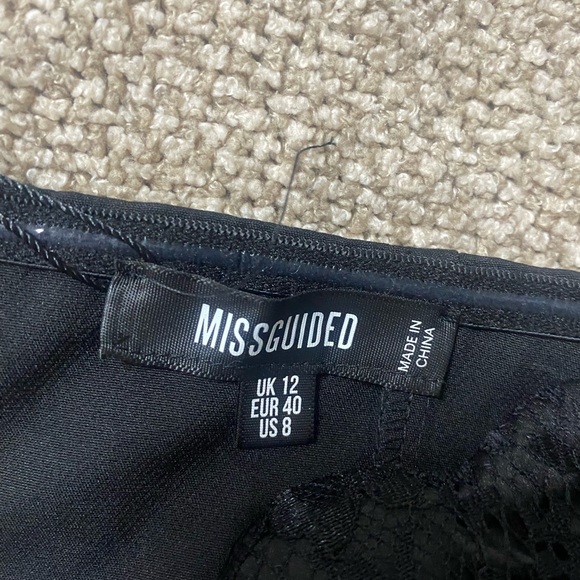 MISSGUIDED
MADE IN
CHINA
UK 12
EUR 40
US 8